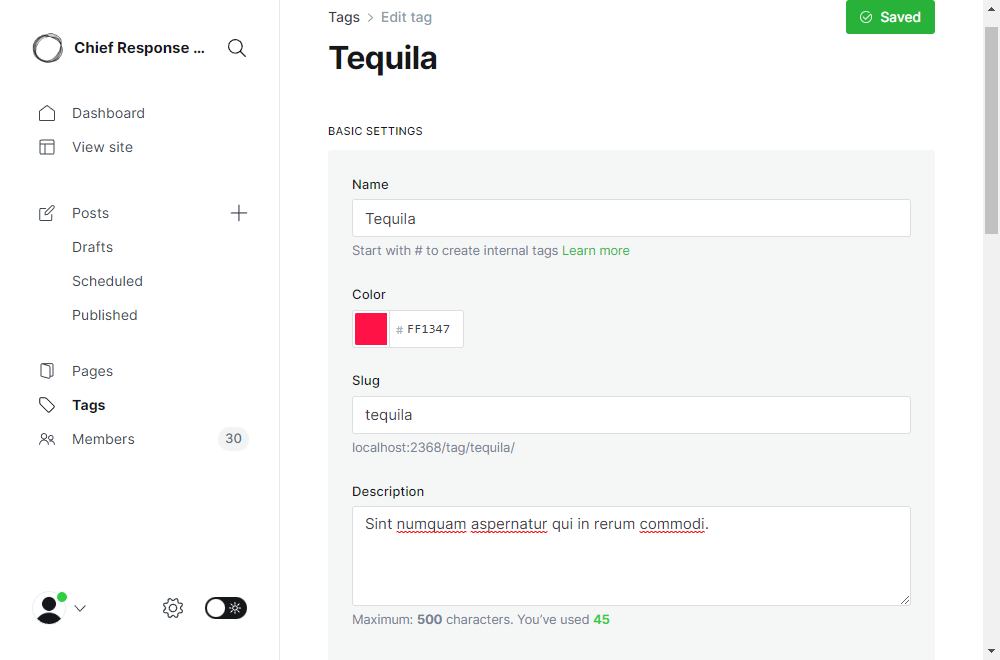 Chief Response ...
Dashboard
View site
Posts
Drafts
Scheduled
Published
Pages
Tags
Members 30
Tags > Edit tag
Saved
Tequila
BASIC SETTINGS
Name
Tequila
Start with # to create internal tags Learn more
Color
# FF1347
Slug
tequila
localhost:2368/tag/tequila/
Description
Sint numquam aspernatur qui in rerum commodi.
Maximum: 500 characters. You've used 45